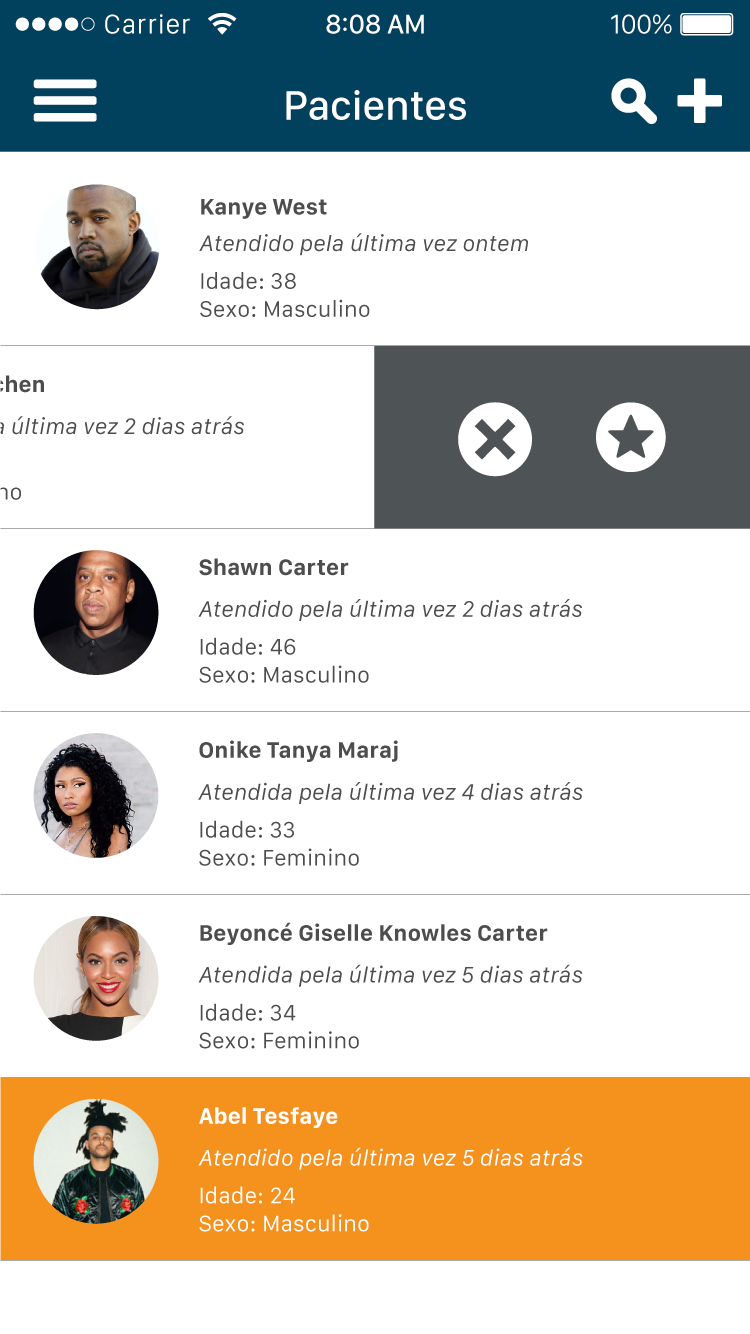 Carrier 8:08 AM 100%
Pacientes
Kanye West
Atendido pela última vez ontem
Idade: 38
Sexo: Masculino
chen
a última vez 2 dias atrás
no
Shawn Carter
Atendido pela última vez 2 dias atrás
Idade: 46
Sexo: Masculino
Onike Tanya Maraj
Atendida pela última vez 4 dias atrás
Idade: 33
Sexo: Feminino
Beyoncé Giselle Knowles Carter
Atendida pela última vez 5 dias atrás
Idade: 34
Sexo: Feminino
Abel Tesfaye
Atendido pela última vez 5 dias atrás
Idade: 24
Sexo: Masculino